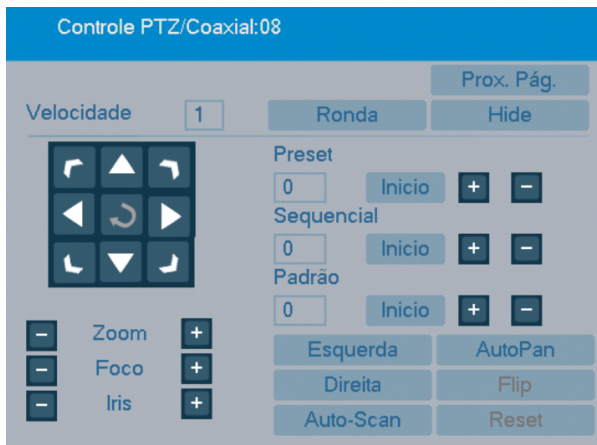 Controle PTZ/Coaxial:08
Prox. Pág.
Velocidade 1 Ronda Hide
Preset
0 Inicio + −
Sequencial
0 Inicio + −
Padrão
0 Inicio + −
− Zoom +
− Foco +
− Iris +
Esquerda AutoPan
Direita Flip
Auto-Scan Reset